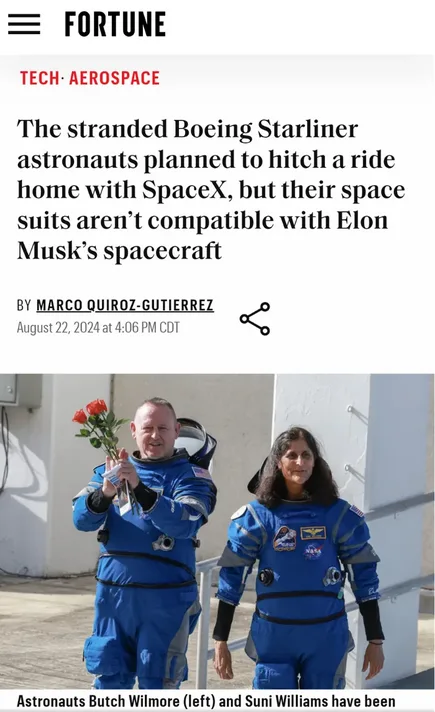 FORTUNE
TECH· AEROSPACE
The stranded Boeing Starliner
astronauts planned to hitch a ride
home with SpaceX, but their space
suits aren’t compatible with Elon
Musk’s spacecraft
BY MARCO QUIROZ-GUTIERREZ
August 22, 2024 at 4:06 PM CDT
NASA
Astronauts Butch Wilmore (left) and Suni Williams have been